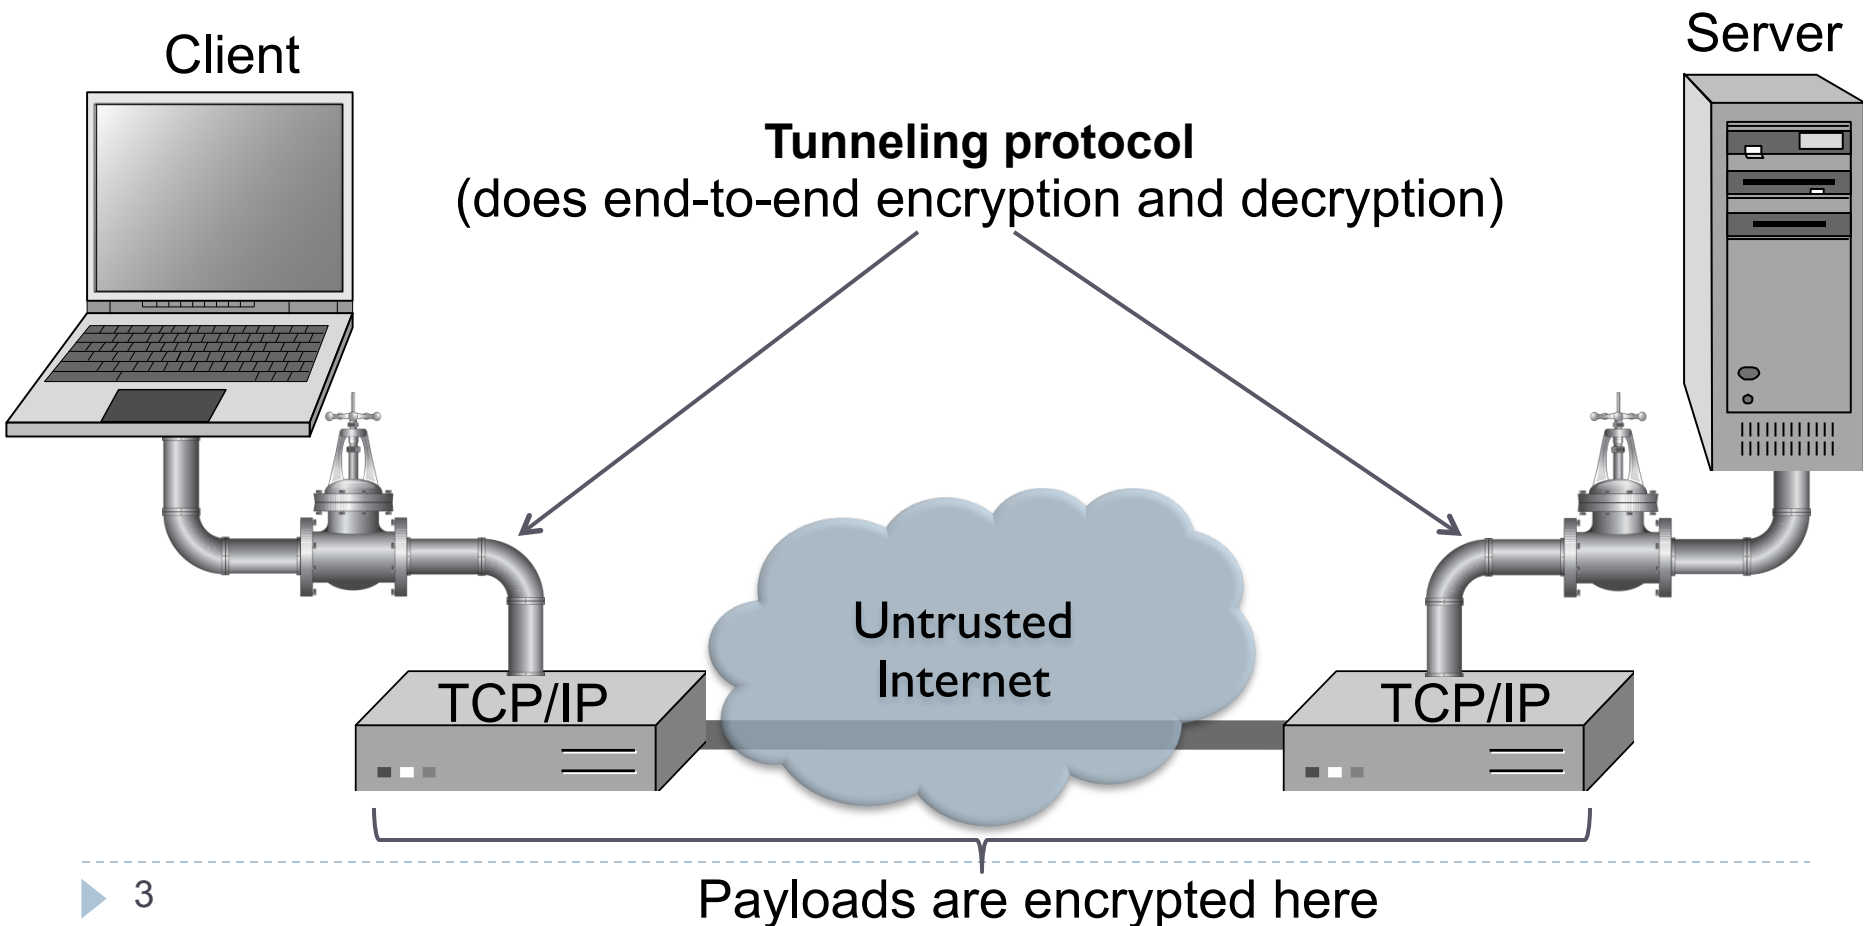 Client
Server
Tunneling protocol
(does end-to-end encryption and decryption)
Untrusted
Internet
TCP/IP
TCP/IP
Payloads are encrypted here
3